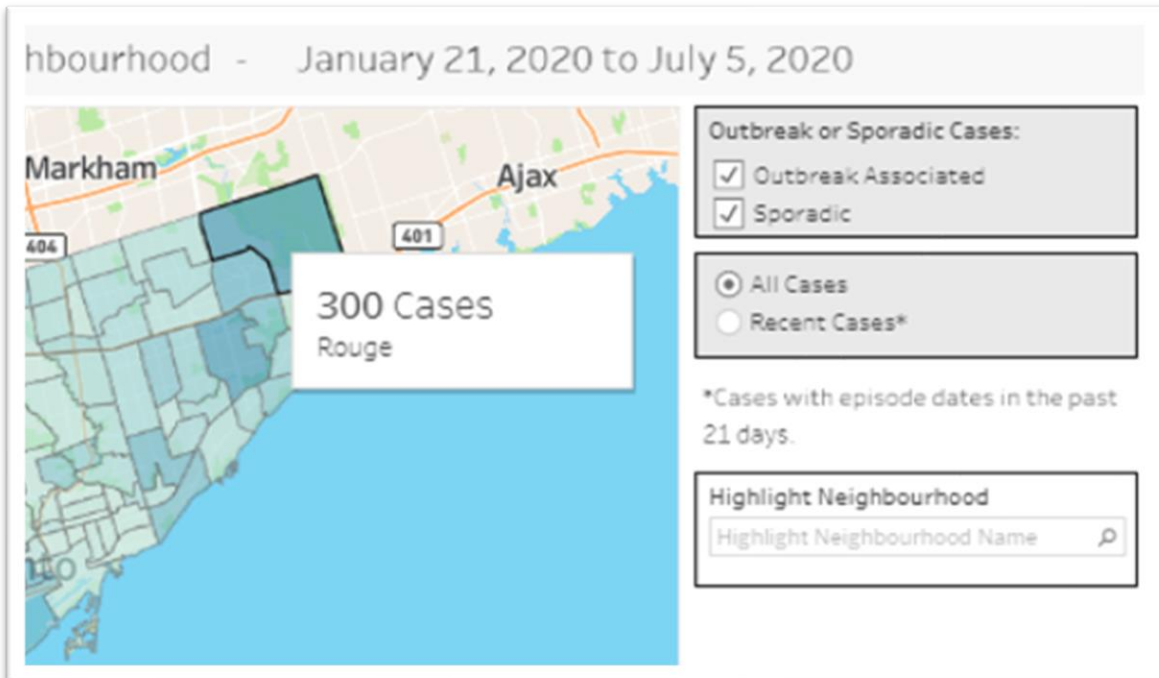 hbourhood - January 21, 2020 to July 5, 2020
Markham
Ajax
404
401
300 Cases
Rouge
nto
Outbreak or Sporadic Cases:
Outbreak Associated
Sporadic
All Cases
Recent Cases*
*Cases with episode dates in the past
21 days.
Highlight Neighbourhood
Highlight Neighbourhood Name